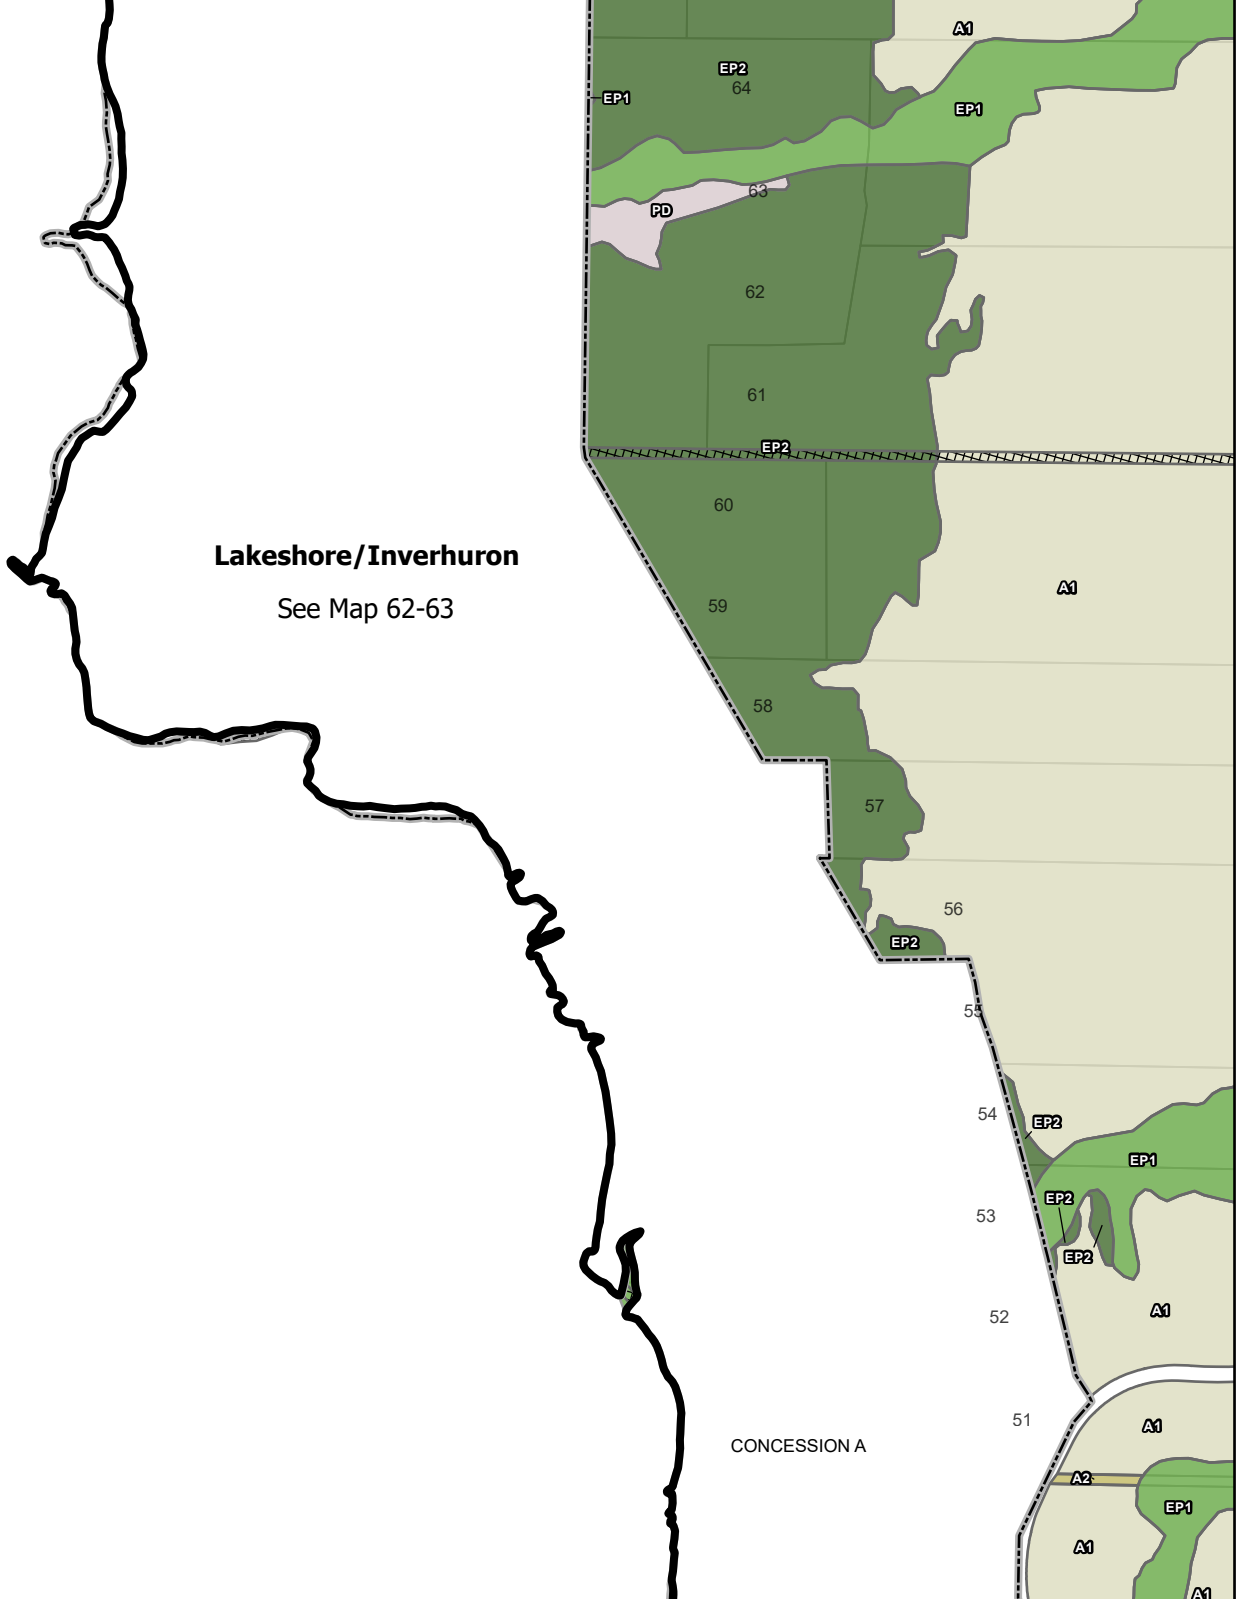 A1
EP2
64
EP1
EP1
63
PD
62
61
EP2
60
Lakeshore/Inverhuron
See Map 62-63
A1
59
58
57
56
EP2
55
54
EP2
EP1
EP2
53
EP2
A1
52
51
A1
CONCESSION A
A2
EP1
A1
A1